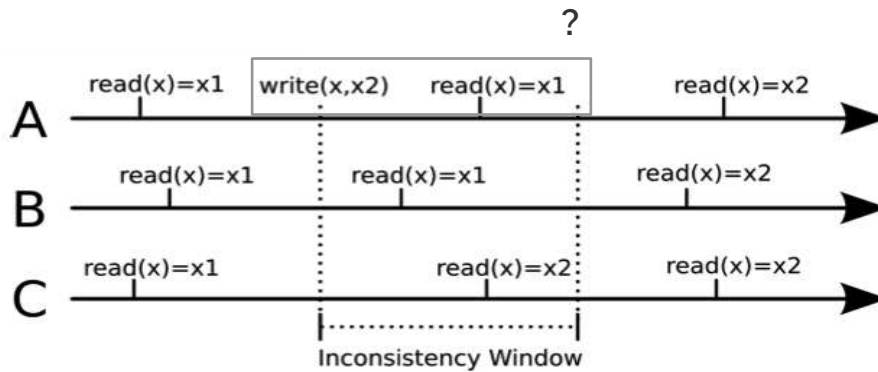 ?
read(x)=x1 write(x,x2) read(x)=x1 read(x)=x2
A
read(x)=x1 read(x)=x1 read(x)=x2
B
read(x)=x1 read(x)=x2 read(x)=x2
C
Inconsistency Window